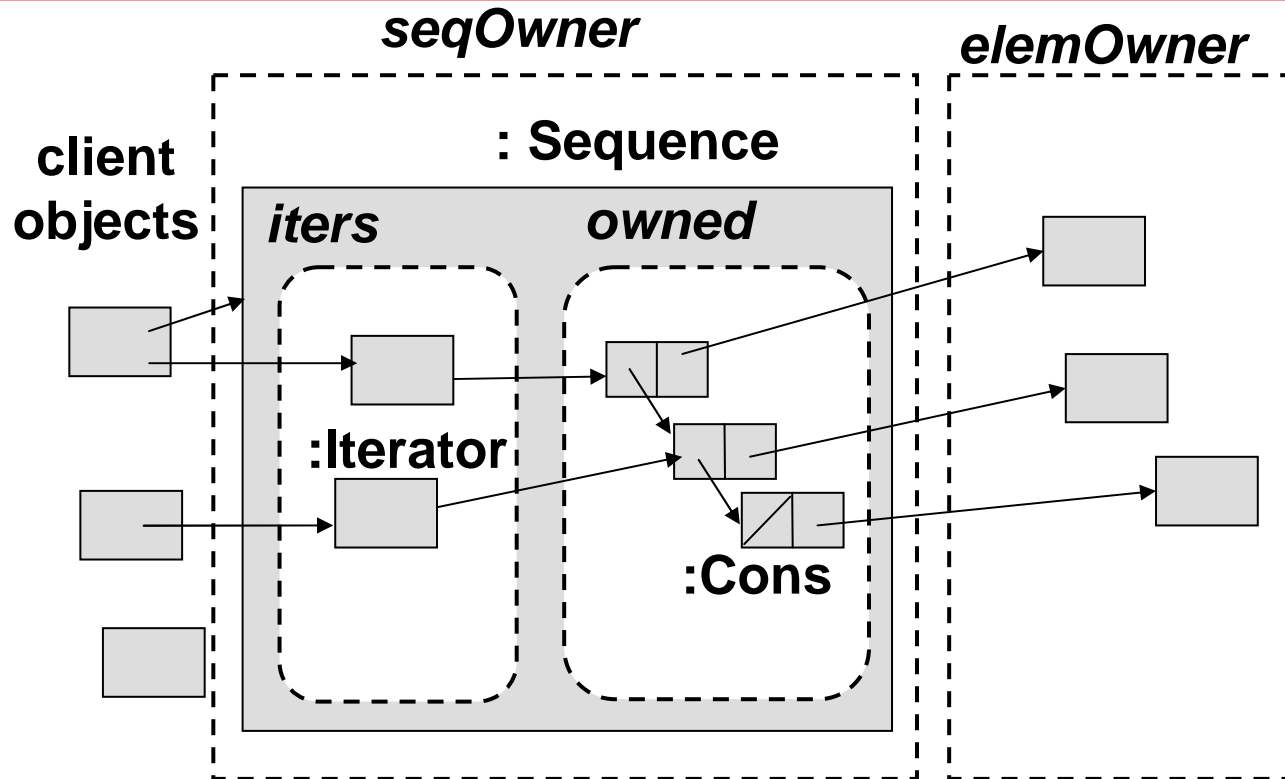 seqOwner
elemOwner
: Sequence
client
objects
iters
owned
:Iterator
:Cons